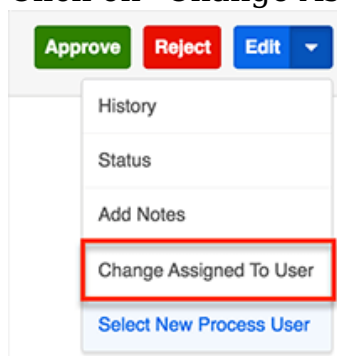 Approve Reject Edit
History
Status
Add Notes
Change Assigned To User
Select New Process User